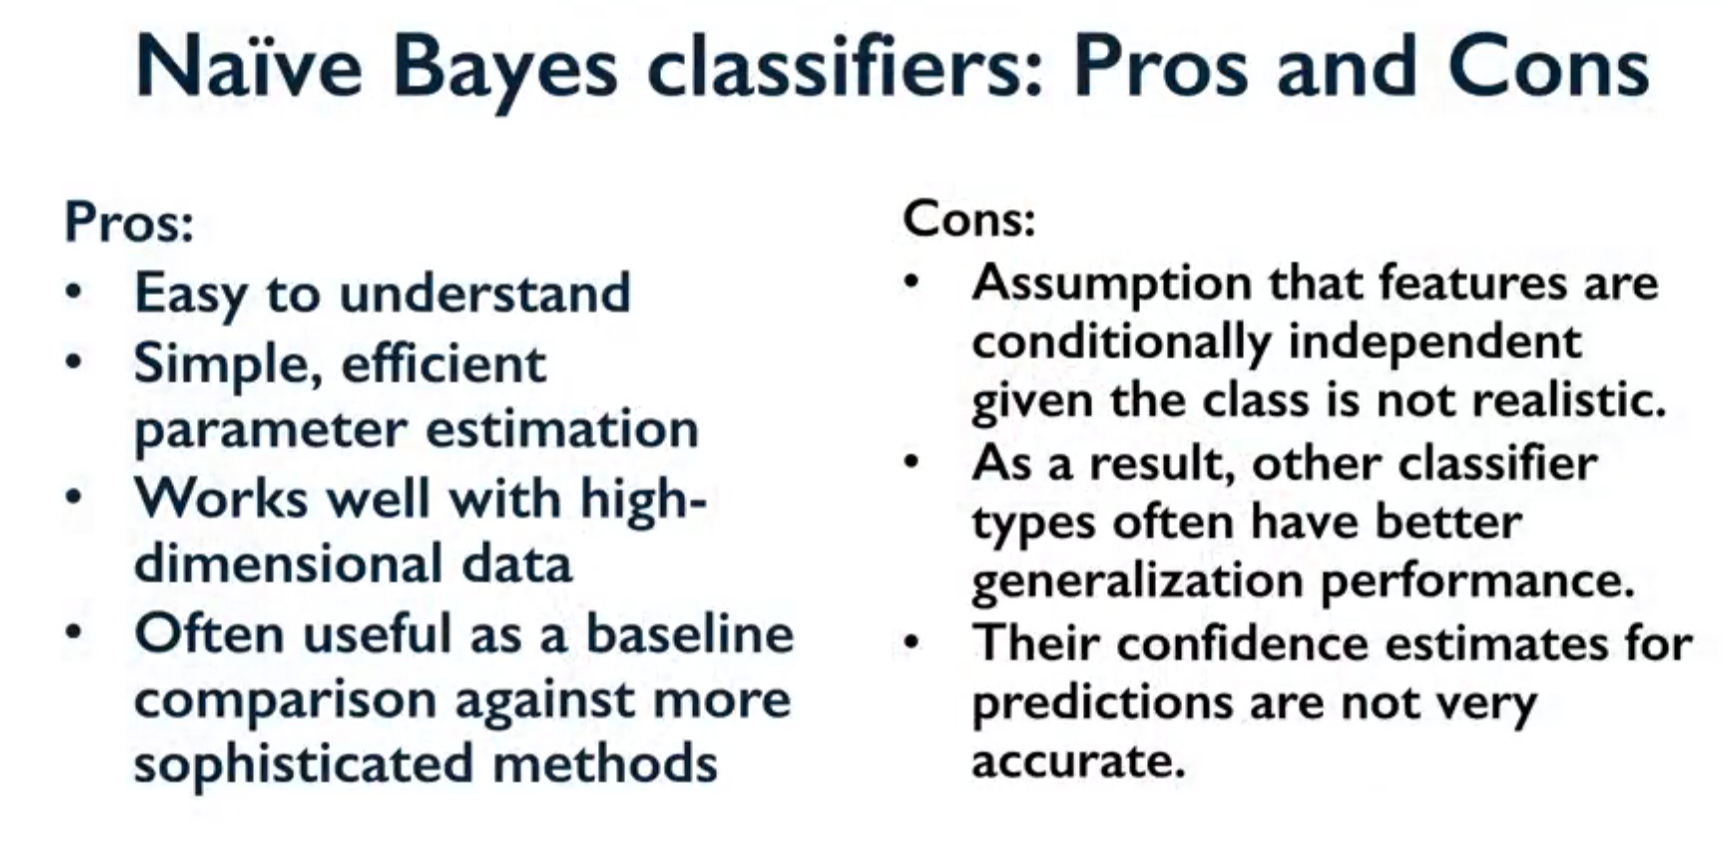 Naïve Bayes classifiers: Pros and Cons
Pros:
• Easy to understand
• Simple, efficient
parameter estimation
• Works well with high-
dimensional data
• Often useful as a baseline
comparison against more
sophisticated methods
Cons:
• Assumption that features are
conditionally independent
given the class is not realistic.
• As a result, other classifier
types often have better
generalization performance.
• Their confidence estimates for
predictions are not very
accurate.